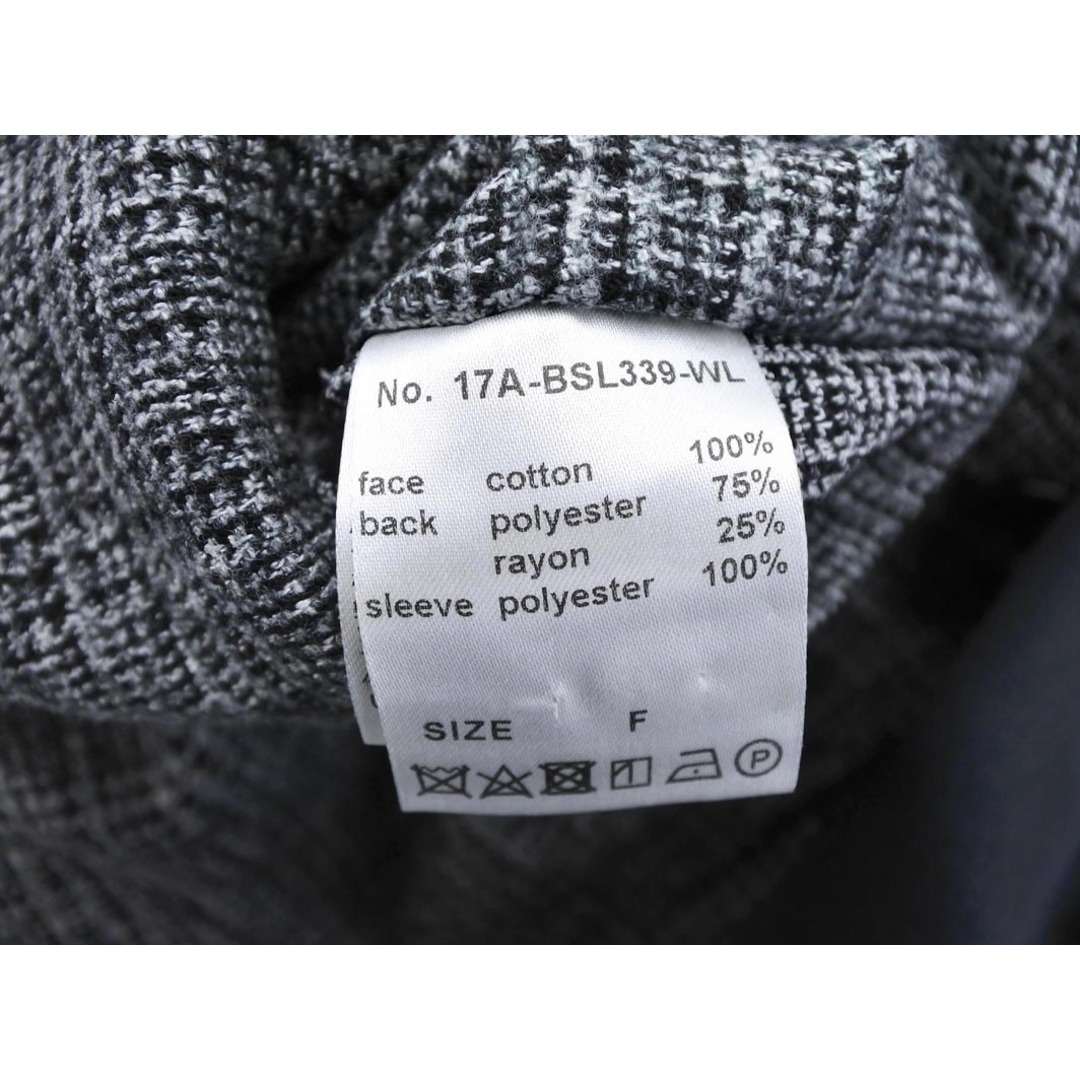 No. 17A-BSL339-WL
face cotton 100%
back polyester 75%
rayon 25%
sleeve polyester 100%
SIZE F
P